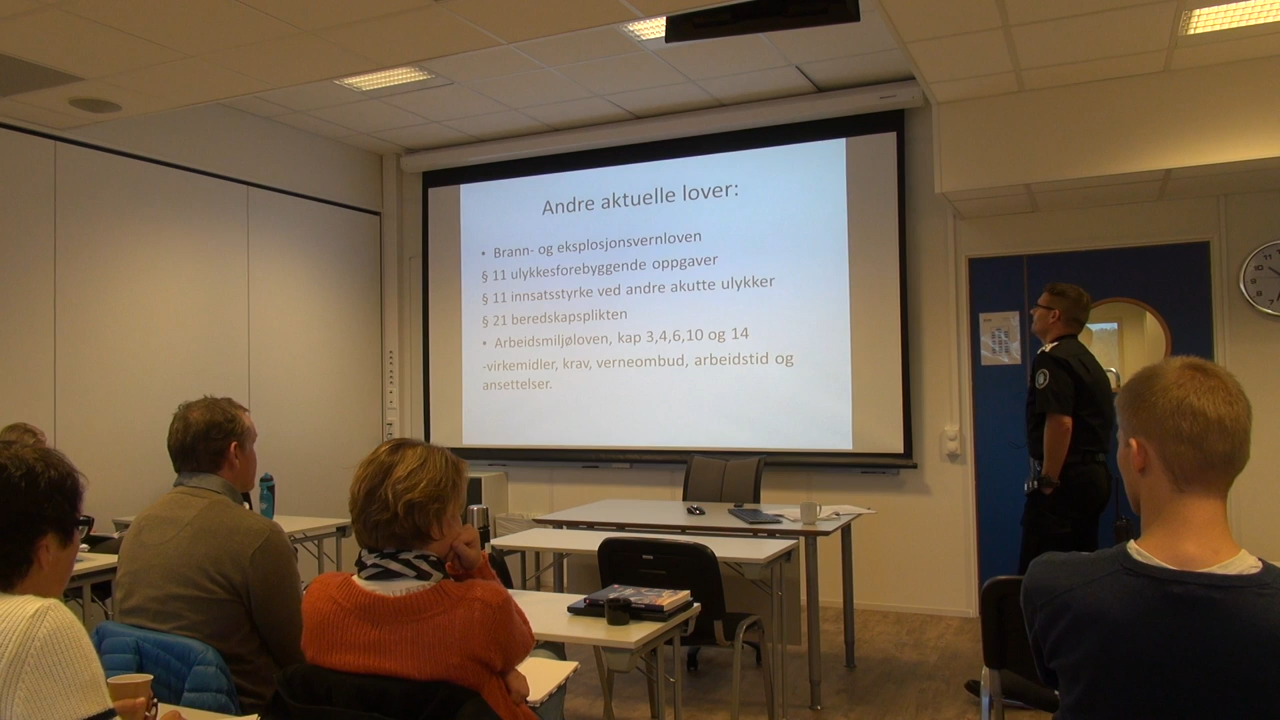 Andre aktuelle lover:
• Brann- og eksplosjonsvernloven
§ 11 ulykkesforebyggende oppgaver
§ 11 innsatsstyrke ved andre akutte ulykker
§ 21 beredskapsplikten
• Arbeidsmiljøloven, kap 3,4,6,10 og 14
-virkemidler, krav, verneombud, arbeidstid og
ansettelser.